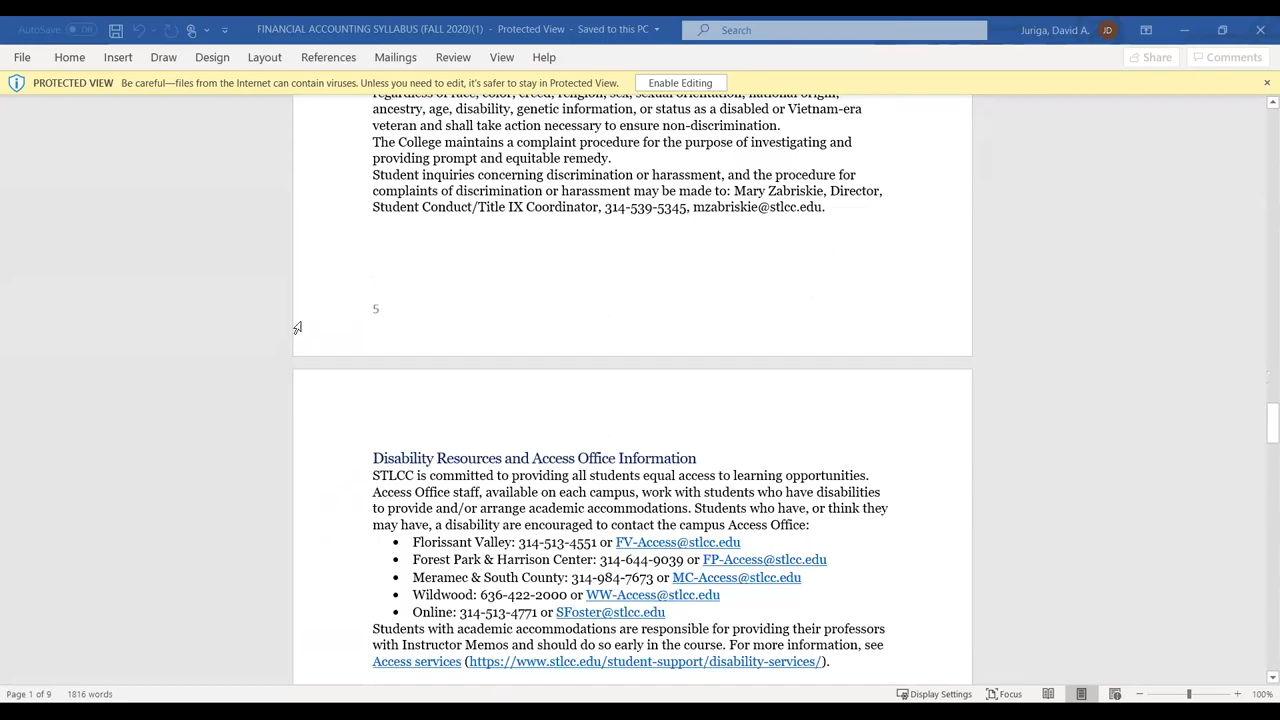 AutoSave Off FINANCIAL ACCOUNTING SYLLABUS (FALL 2020)(1) - Protected View - Saved to this PC Search Juriga, David A. JD
File Home Insert Draw Design Layout References Mailings Review View Help Share Comments
PROTECTED VIEW Be careful—files from the Internet can contain viruses. Unless you need to edit, it's safer to stay in Protected View. Enable Editing
regardless of race, color, creed, religion, sex, sexual orientation, national origin,
ancestry, age, disability, genetic information, or status as a disabled or Vietnam-era
veteran and shall take action necessary to ensure non-discrimination.
The College maintains a complaint procedure for the purpose of investigating and
providing prompt and equitable remedy.
Student inquiries concerning discrimination or harassment, and the procedure for
complaints of discrimination or harassment may be made to: Mary Zabriskie, Director,
Student Conduct/Title IX Coordinator, 314-539-5345, mzabriskie@stlcc.edu.
5
Disability Resources and Access Office Information
STLCC is committed to providing all students equal access to learning opportunities.
Access Office staff, available on each campus, work with students who have disabilities
to provide and/or arrange academic accommodations. Students who have, or think they
may have, a disability are encouraged to contact the campus Access Office:
• Florissant Valley: 314-513-4551 or FV-Access@stlcc.edu
• Forest Park & Harrison Center: 314-644-9039 or FP-Access@stlcc.edu
• Meramec & South County: 314-984-7673 or MC-Access@stlcc.edu
• Wildwood: 636-422-2000 or WW-Access@stlcc.edu
• Online: 314-513-4771 or SFoster@stlcc.edu
Students with academic accommodations are responsible for providing their professors
with Instructor Memos and should do so early in the course. For more information, see
Access services (https://www.stlcc.edu/student-support/disability-services/).
Page 1 of 9 1816 words Display Settings Focus 100%